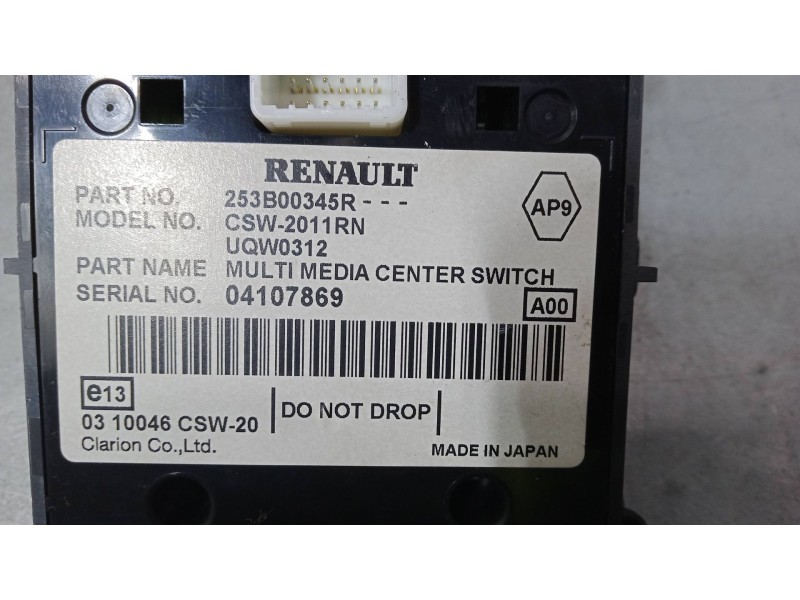 RENAULT
PART NO. 253B00345R---
MODEL NO. CSW-2011RN
UQW0312
AP9
PART NAME MULTI MEDIA CENTER SWITCH
SERIAL NO. 04107869
A00
e13
03 10046 CSW-20
DO NOT DROP
Clarion Co.,Ltd.
MADE IN JAPAN